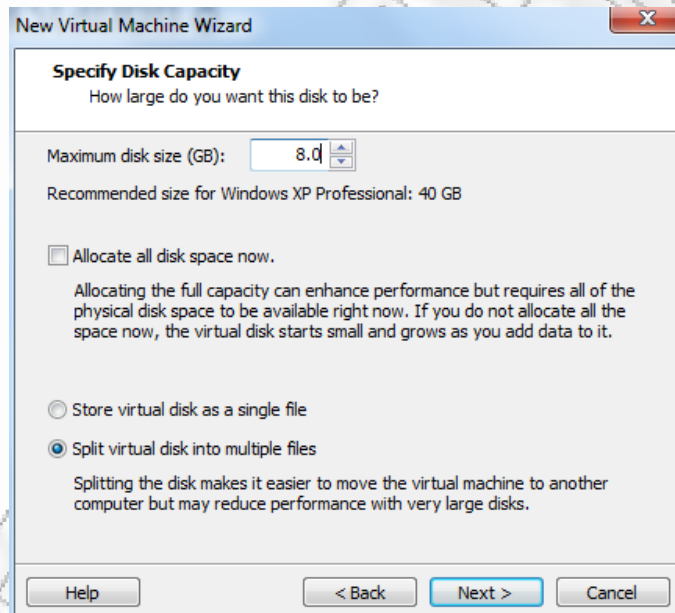 New Virtual Machine Wizard
Specify Disk Capacity
How large do you want this disk to be?
Maximum disk size (GB): 8.0
Recommended size for Windows XP Professional: 40 GB
Allocate all disk space now.
Allocating the full capacity can enhance performance but requires all of the
physical disk space to be available right now. If you do not allocate all the
space now, the virtual disk starts small and grows as you add data to it.
Store virtual disk as a single file
Split virtual disk into multiple files
Splitting the disk makes it easier to move the virtual machine to another
computer but may reduce performance with very large disks.
Help < Back Next > Cancel